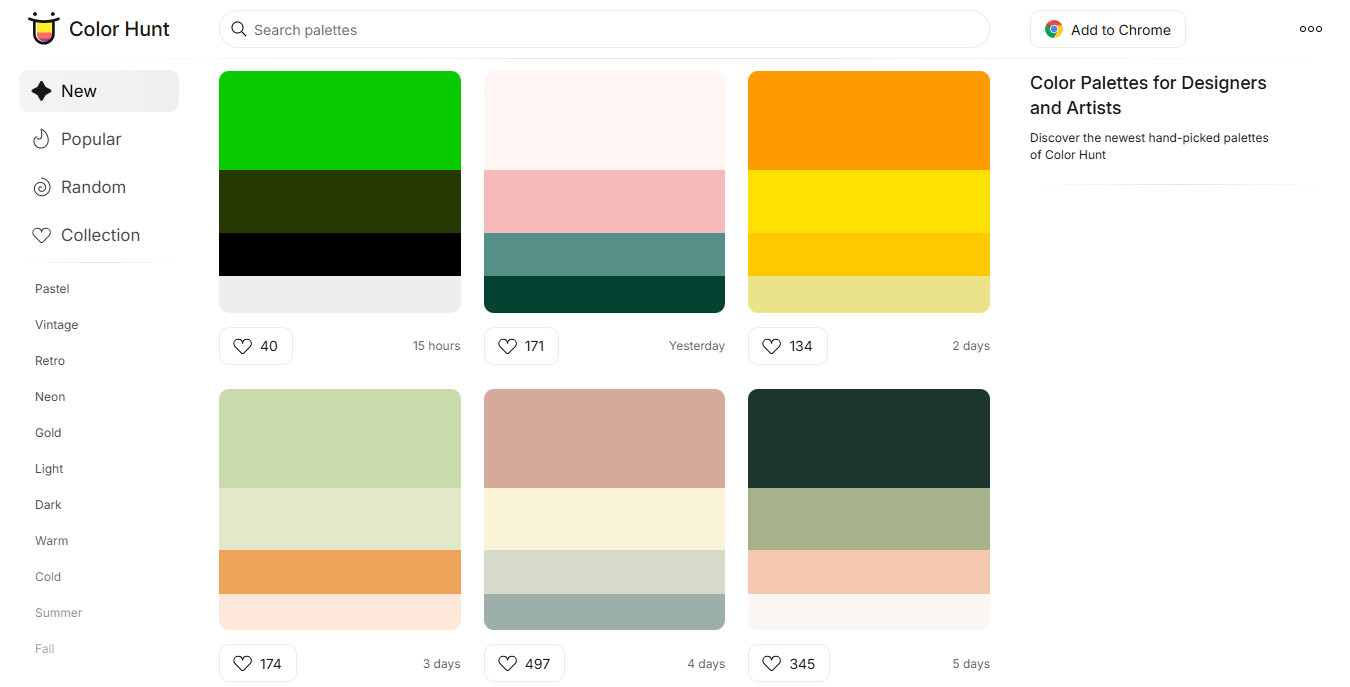 Color Hunt
Search palettes
Add to Chrome
New
Popular
Random
Collection
Pastel
Vintage
Retro
Neon
Gold
Light
Dark
Warm
Cold
Summer
Fall
40
15 hours
171
Yesterday
134
2 days
174
3 days
497
4 days
345
5 days
Color Palettes for Designers
and Artists
Discover the newest hand-picked palettes
of Color Hunt